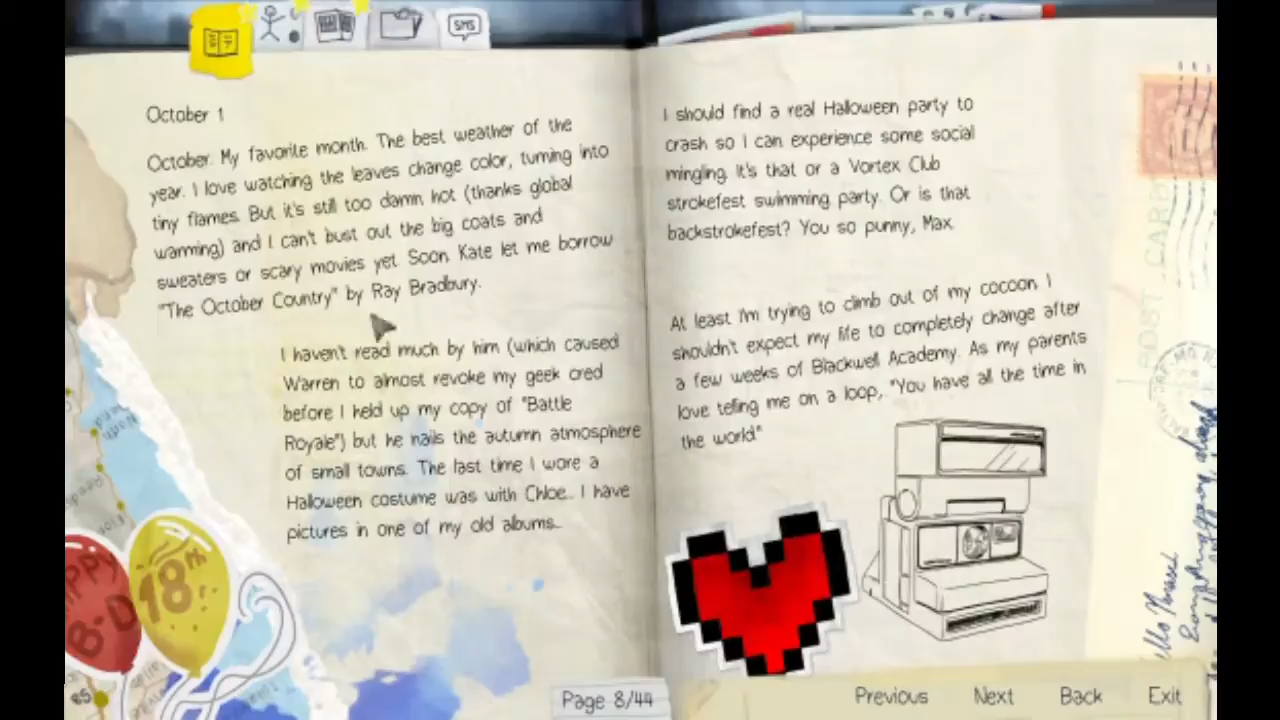 SMS
October 1
October. My favorite month. The best weather of the
year. I love watching the leaves change color, turning into
tiny flames. But it's still too damn hot (thanks global
warming) and I can't bust out the big coats and
sweaters or scary movies yet. Soon. Kate let me borrow
"The October Country" by Ray Bradbury.
I haven't read much by him (which caused
Warren to almost revoke my geek cred
before I held up my copy of "Battle
Royale") but he nails the autumn atmosphere
of small towns. The last time I wore a
Halloween costume was with Chloe... I have
pictures in one of my old albums...
I should find a real Halloween party to
crash so I can experience some social
mingling. It's that or a Vortex Club
strokefest swimming party. Or is that
backstrokefest? You so punny, Max.
At least I'm trying to climb out of my cocoon. I
shouldn't expect my life to completely change after
a few weeks of Blackwell Academy. As my parents
love telling me on a loop, "You have all the time in
the world."
POST CARD
18th
B-D
Page 8/44
Previous Next Back Exit